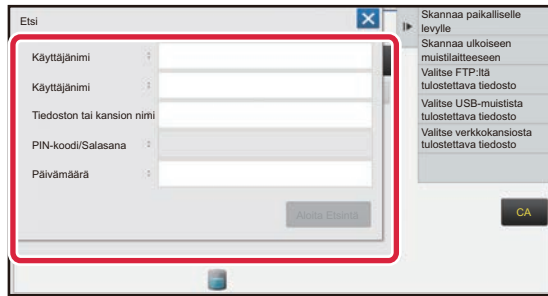 Etsi
Käyttäjänimi
Käyttäjänimi
Tiedoston tai kansion nimi
PIN-koodi/Salasana
Päivämäärä
Aloita Etsintä
Skannaa paikalliselle
levylle
Skannaa ulkoiseen
muistilaitteeseen
Valitse FTP:ltä
tulostettava tiedosto
Valitse USB-muistista
tulostettava tiedosto
Valitse verkkokansiosta
tulostettava tiedosto
CA